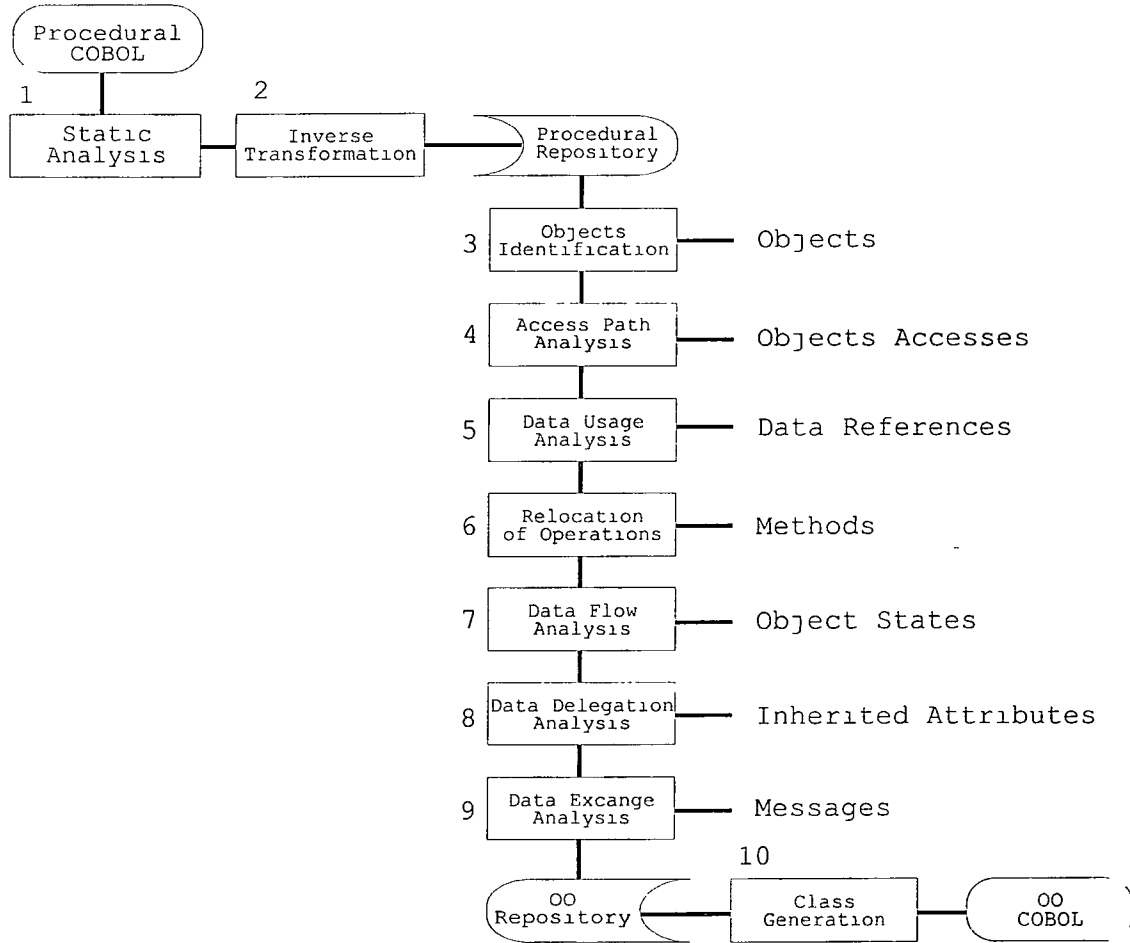 Procedural
COBOL
1
2
Static
Analysis
Inverse
Transformation
Procedural
Repository
3
Objects
Identification
Objects
4
Access Path
Analysis
Objects Accesses
5
Data Usage
Analysis
Data References
6
Relocation
of Operations
Methods
7
Data Flow
Analysis
Object States
8
Data Delegation
Analysis
Inherited Attributes
9
Data Excange
Analysis
Messages
10
OO
Repository
Class
Generation
OO
COBOL